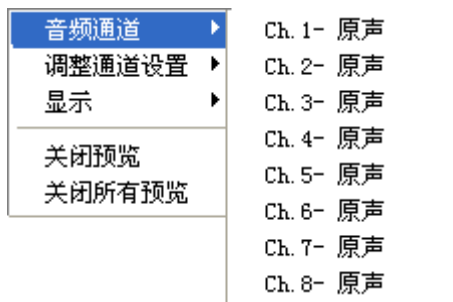 音频通道
调整通道设置
显示
关闭预览
关闭所有预览
Ch. 1- 原声
Ch. 2- 原声
Ch. 3- 原声
Ch. 4- 原声
Ch. 5- 原声
Ch. 6- 原声
Ch. 7- 原声
Ch. 8- 原声